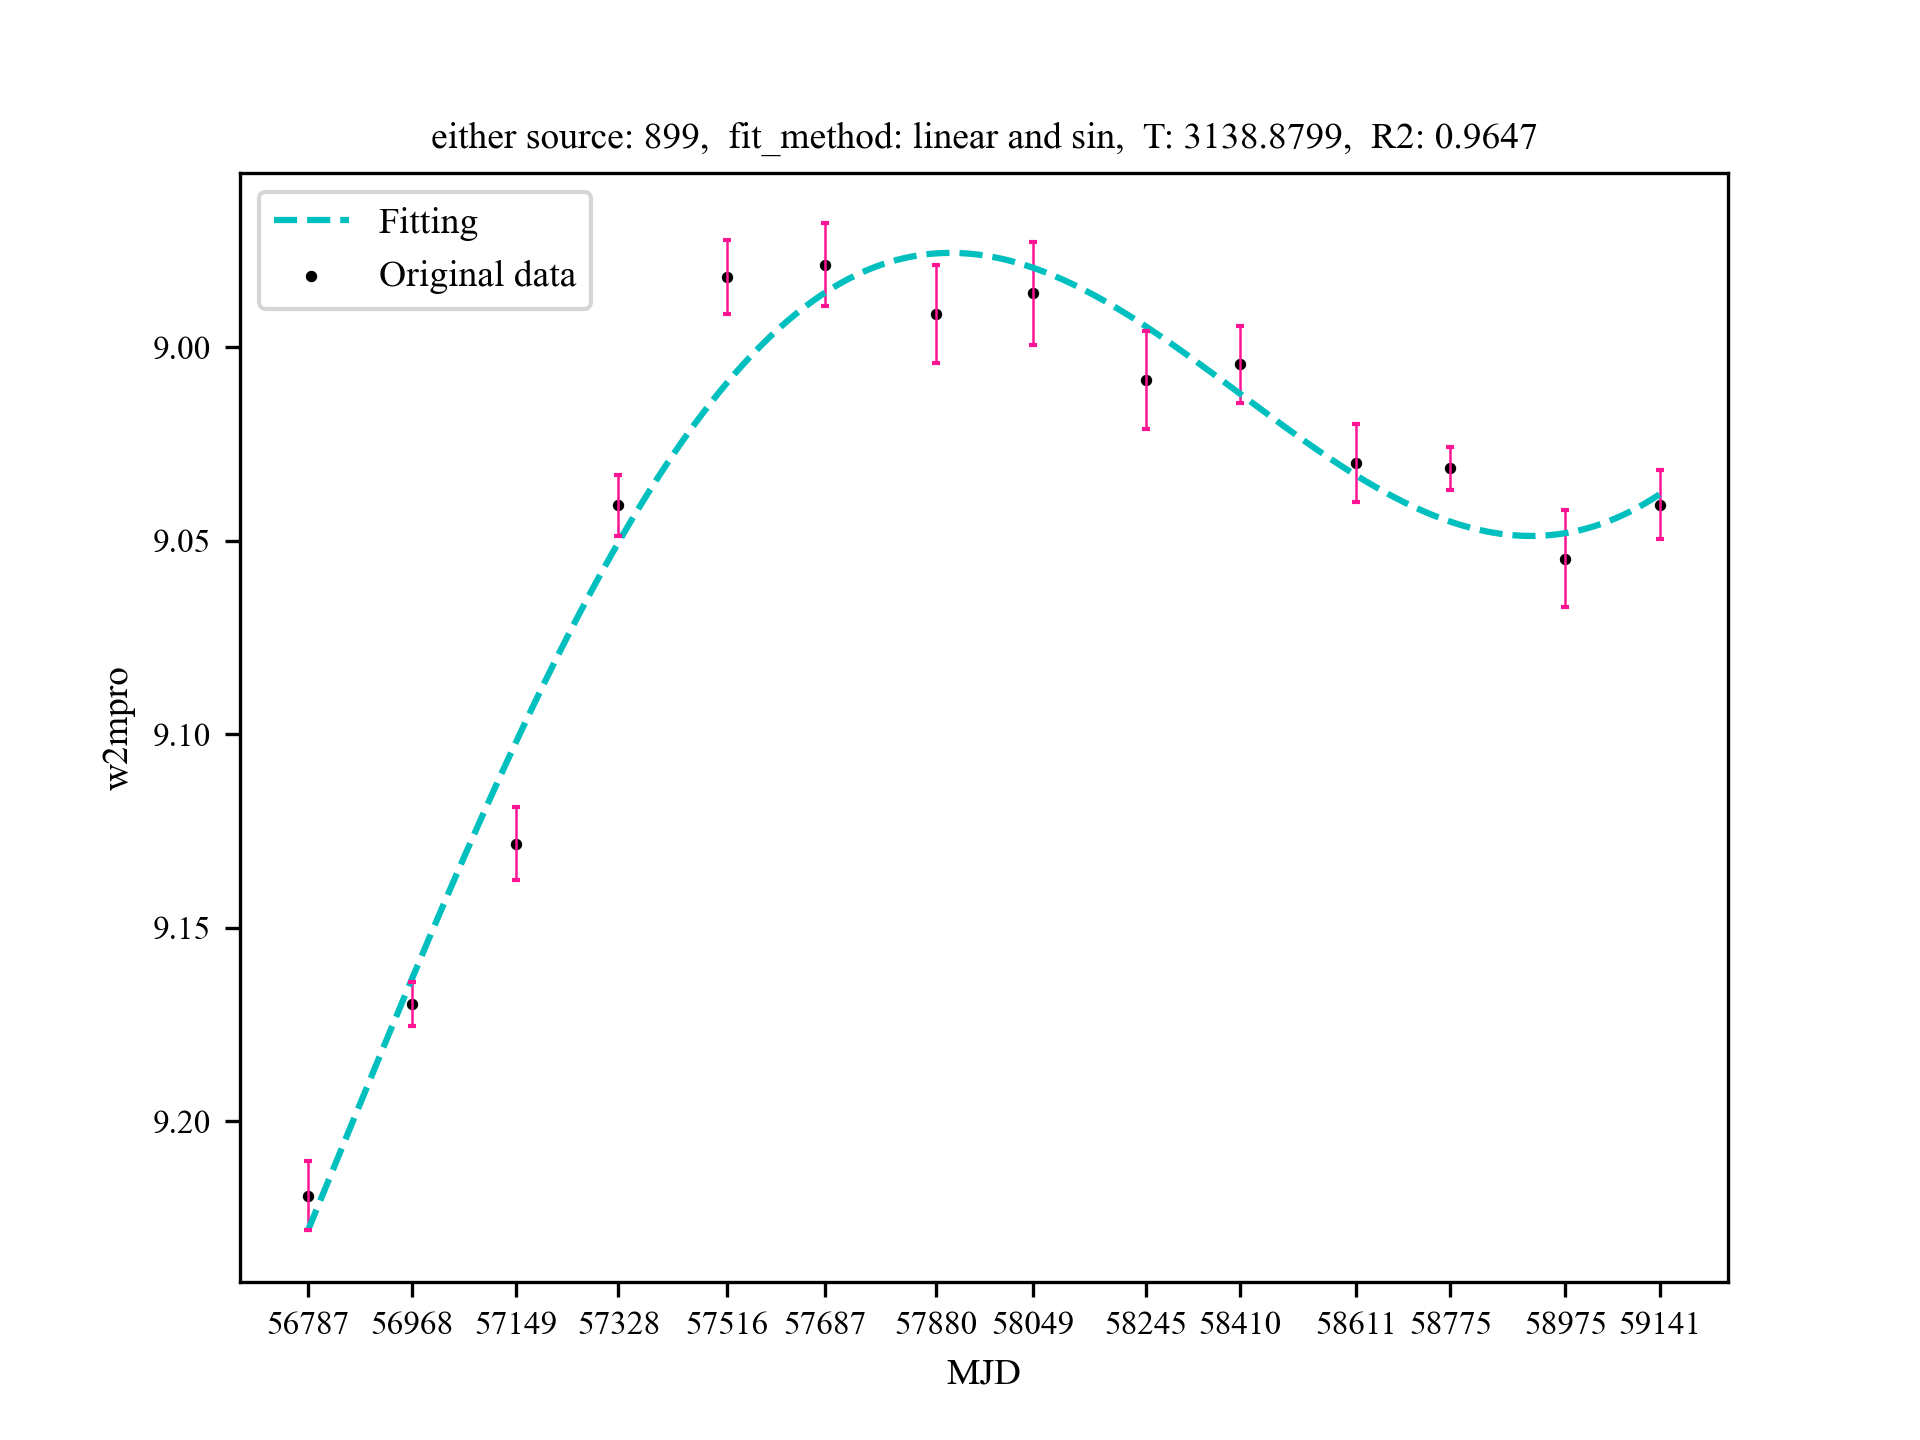 either source: 899, fit_method: linear and sin, T: 3138.8799, R2: 0.9647
Fitting
Original data
9.00
9.05
9.10
9.15
9.20
w2mpro
56787 56968 57149 57328 57516 57687 57880 58049 58245 58410 58611 58775 58975 59141
MJD